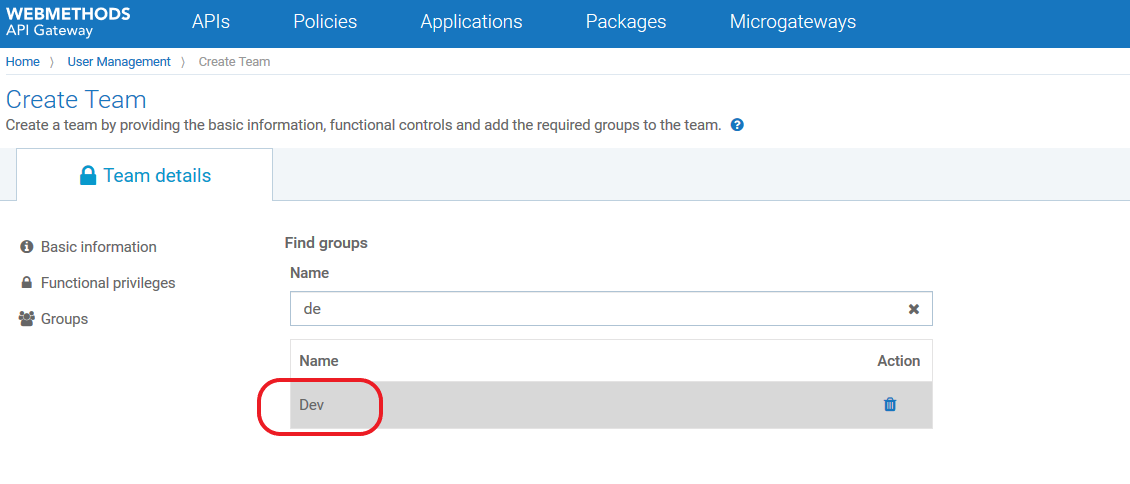 WEBMETHODS
API Gateway
APIs Policies Applications Packages Microgateways
Home > User Management > Create Team
Create Team
Create a team by providing the basic information, functional controls and add the required groups to the team. ?
Team details
Basic information
Functional privileges
Groups
Find groups
Name
de
Name Action
Dev